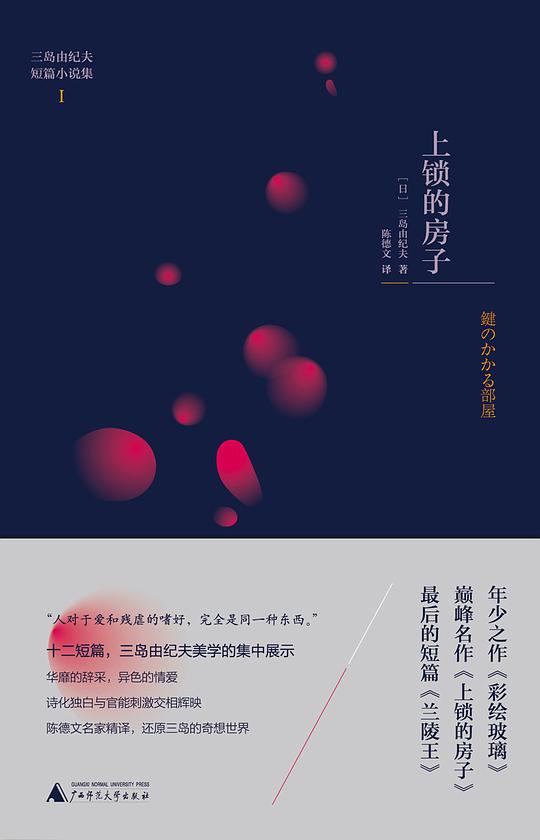 三岛由纪夫
短篇小说集
I
上锁的房子
［日］三岛由纪夫 著
陈德文 译
鍵のかかる部屋
年少之作《彩绘玻璃》
巅峰名作《上锁的房子》
最后的短篇《兰陵王》
“人对于爱和残虐的嗜好，完全是同一种东西。”
十二短篇，三岛由纪夫美学的集中展示
华靡的辞采，异色的情爱
诗化独白与官能刺激交相辉映
陈德文名家精译，还原三岛的奇想世界
GUANGXI NORMAL UNIVERSITY PRESS
广西师范大学出版社